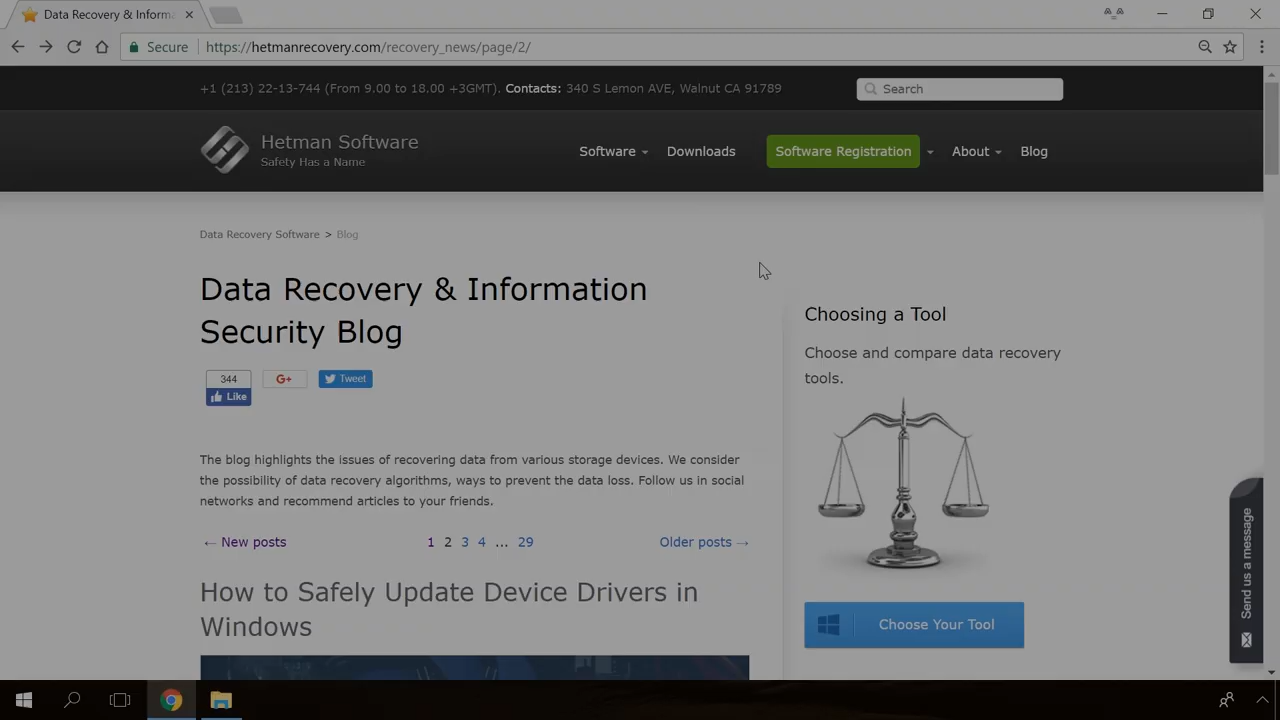 Data Recovery & Informa
Secure https://hetmanrecovery.com/recovery_news/page/2/
+1 (213) 22-13-744 (From 9.00 to 18.00 +3GMT). Contacts: 340 S Lemon AVE, Walnut CA 91789
Search
Hetman Software
Safety Has a Name
Software Downloads Software Registration About Blog
Data Recovery Software > Blog
Data Recovery & Information
Security Blog
344
Like
G+
Tweet
The blog highlights the issues of recovering data from various storage devices. We consider
the possibility of data recovery algorithms, ways to prevent the data loss. Follow us in social
networks and recommend articles to your friends.
← New posts 1 2 3 4 ... 29 Older posts →
How to Safely Update Device Drivers in
Windows
Choosing a Tool
Choose and compare data recovery
tools.
Choose Your Tool
Send us a message